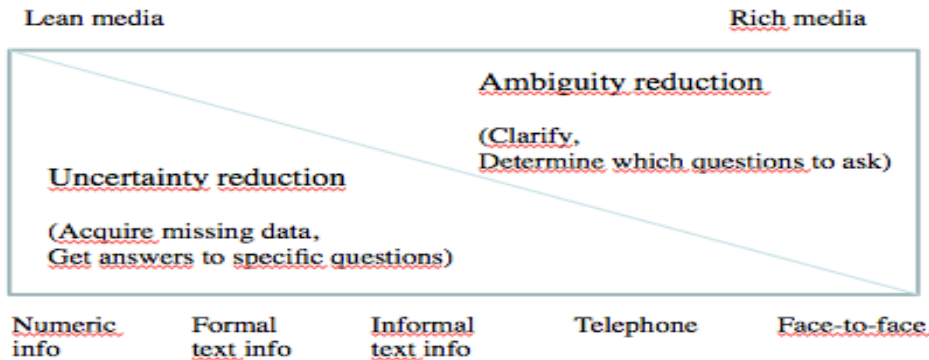 Lean media
Rich media
Ambiguity reduction
(Clarify,
Determine which questions to ask)
Uncertainty reduction
(Acquire missing data,
Get answers to specific questions)
Numeric
info
Formal
text info
Informal
text info
Telephone
Face-to-face